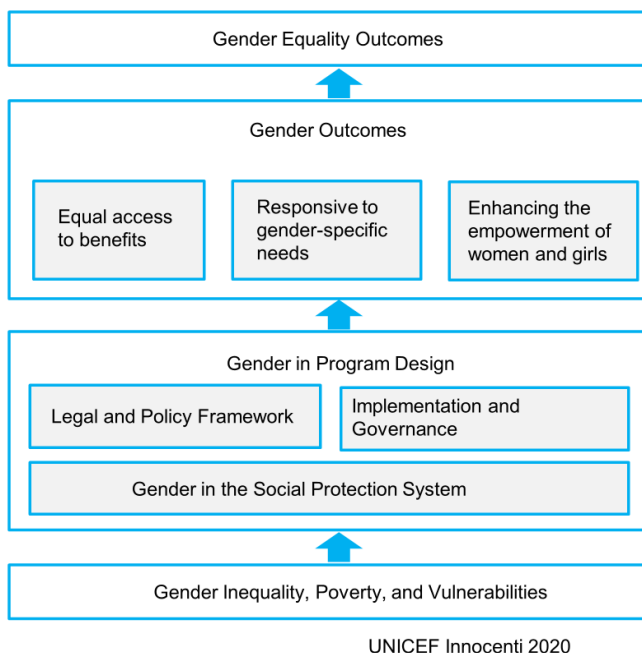 Gender Equality Outcomes
Gender Outcomes
Equal access
to benefits
Responsive to
gender-specific
needs
Enhancing the
empowerment of
women and girls
Gender in Program Design
Legal and Policy Framework
Implementation and
Governance
Gender in the Social Protection System
Gender Inequality, Poverty, and Vulnerabilities
UNICEF Innocenti 2020